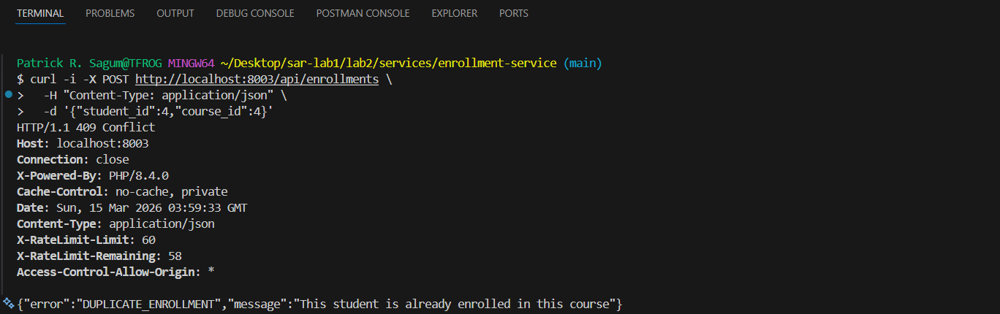 TERMINAL PROBLEMS OUTPUT DEBUG CONSOLE POSTMAN CONSOLE EXPLORER PORTS
Patrick R. Sagum@TFROG MINGW64 ~/Desktop/sar-lab1/lab2/services/enrollment-service (main)
$ curl -i -X POST http://localhost:8003/api/enrollments \
>   -H "Content-Type: application/json" \
>   -d '{"student_id":4,"course_id":4}'
HTTP/1.1 409 Conflict
Host: localhost:8003
Connection: close
X-Powered-By: PHP/8.4.0
Cache-Control: no-cache, private
Date: Sun, 15 Mar 2026 03:59:33 GMT
Content-Type: application/json
X-RateLimit-Limit: 60
X-RateLimit-Remaining: 58
Access-Control-Allow-Origin: *
{"error":"DUPLICATE_ENROLLMENT","message":"This student is already enrolled in this course"}